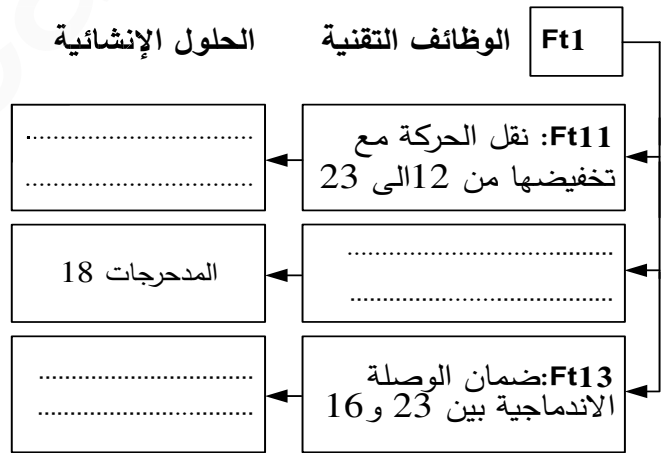 Ft1 الوظائف التقنية الحلول الإنشائية
Ft11: نقل الحركة مع
تخفيضها من 12الى 23
................................
................................
.......................................
.......................................
المدحرجات 18
Ft13:ضمان الوصلة
الاندماجية بين 23 و16
................................
................................